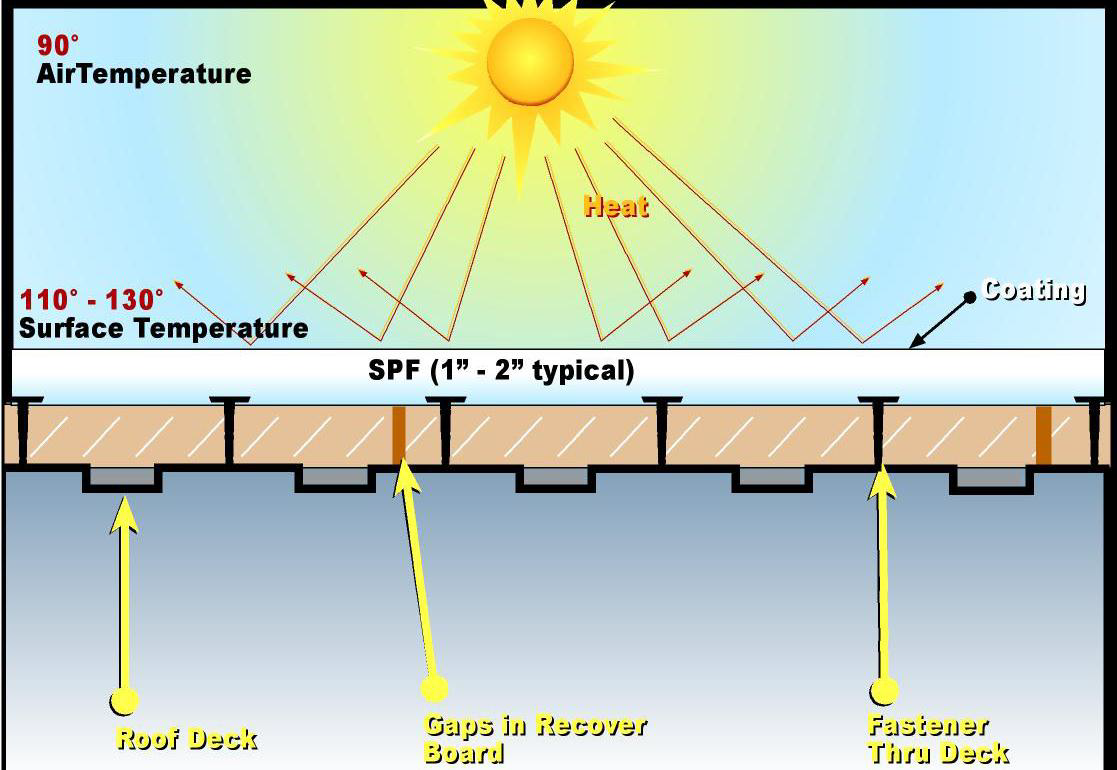 90°
AirTemperature
Heat
110° - 130°
Surface Temperature
Coating
SPF (1” - 2” typical)
Roof Deck
Gaps in Recover
Board
Fastener
Thru Deck